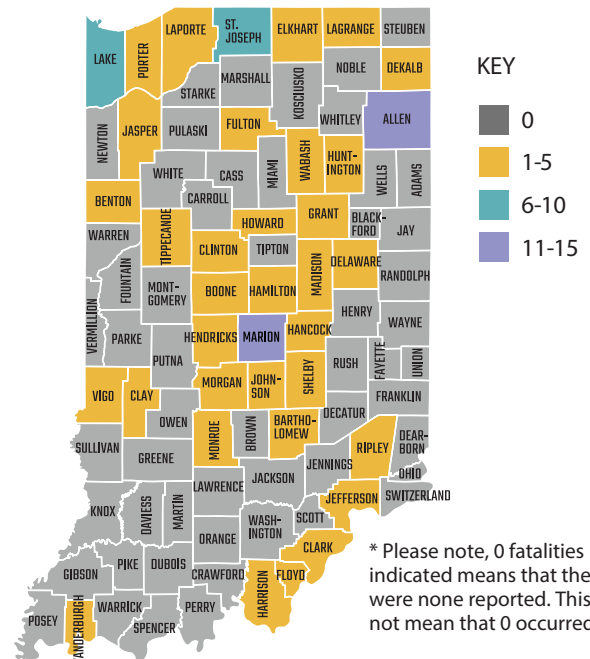 LAPORTE
ST.
JOSEPH
ELKHART
LAGRANGE
STEUBEN
LAKE
PORTER
NOBLE
DEKALB
MARSHALL
STARKE
KOSCIUSKO
WHITLEY
ALLEN
NEWTON
JASPER
PULASKI
FULTON
WABASH
HUNT-
INGTON
WHITE
CASS
MIAMI
WELLS
ADAMS
BENTON
CARROLL
HOWARD
GRANT
BLACK-
FORD
JAY
WARREN
TIPPECANOE
CLINTON
TIPTON
MADISON
DELAWARE
RANDOLPH
FOUNTAIN
MONT-
GOMERY
BOONE
HAMILTON
VERMILLION
PARKE
PUTNA
HENDRICKS
MARION
HANCOCK
HENRY
WAYNE
RUSH
FAYETTE
UNION
MORGAN
JOHN-
SON
SHELBY
VIGO
CLAY
OWEN
FRANKLIN
DECATUR
MONROE
BROWN
BARTHO-
LOMEW
RIPLEY
DEAR-
BORN
SULLIVAN
GREENE
JENNINGS
OHIO
JACKSON
LAWRENCE
JEFFERSON
SWITZERLAND
KNOX
DAVIESS
MARTIN
WASH-
INGTON
SCOTT
ORANGE
CLARK
PIKE
DUBOIS
GIBSON
CRAWFORD
HARRISON
FLOYD
POSEY
ANDERBURGH
WARRICK
SPENCER
PERRY
KEY
0
1-5
6-10
11-15
* Please note, 0 fatalities
indicated means that the
were none reported. This
not mean that 0 occurred